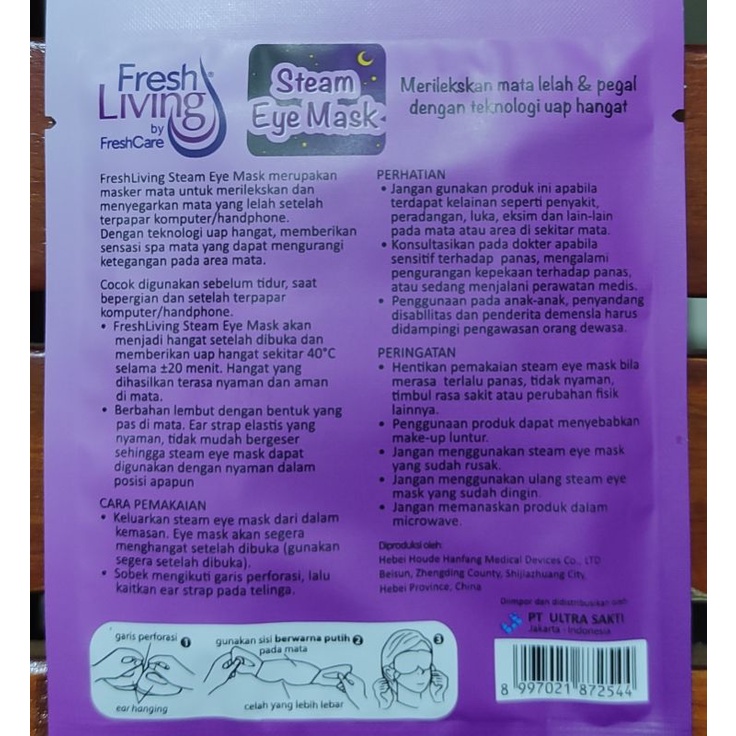 Fresh
Living
by
FreshCare
Steam
Eye Mask
Merilekskan mata lelah & pegal
dengan teknologi uap hangat
FreshLiving Steam Eye Mask merupakan
masker mata untuk merilekskan dan
menyegarkan mata yang lelah setelah
terpapar komputer/handphone.
Dengan teknologi uap hangat, memberikan
sensasi spa mata yang dapat mengurangi
ketegangan pada area mata.
Cocok digunakan sebelum tidur, saat
bepergian dan setelah terpapar
komputer/handphone.
• FreshLiving Steam Eye Mask akan
menjadi hangat setelah dibuka dan
memberikan uap hangat sekitar 40°C
selama ±20 menit. Hangat yang
dihasilkan terasa nyaman dan aman
di mata.
• Berbahan lembut dengan bentuk yang
pas di mata. Ear strap elastis yang
nyaman, tidak mudah bergeser
sehingga steam eye mask dapat
digunakan dengan nyaman dalam
posisi apapun
CARA PEMAKAIAN
• Keluarkan steam eye mask dari dalam
kemasan. Eye mask akan segera
menghangat setelah dibuka (gunakan
segera setelah dibuka).
• Sobek mengikuti garis perforasi, lalu
kaitkan ear strap pada telinga.
PERHATIAN
• Jangan gunakan produk ini apabila
terdapat kelainan seperti penyakit,
peradangan, luka, eksim dan lain-lain
pada mata atau area di sekitar mata.
• Konsultasikan pada dokter apabila
sensitif terhadap panas, mengalami
pengurangan kepekaan terhadap panas,
atau sedang menjalani perawatan medis.
• Penggunaan pada anak-anak, penyandang
disabilitas dan penderita demensia harus
didampingi pengawasan orang dewasa.
PERINGATAN
• Hentikan pemakaian steam eye mask bila
merasa terlalu panas, tidak nyaman,
timbul rasa sakit atau perubahan fisik
lainnya.
• Penggunaan produk dapat menyebabkan
make-up luntur.
• Jangan menggunakan steam eye mask
yang sudah rusak.
• Jangan menggunakan ulang steam eye
mask yang sudah dingin.
• Jangan memanaskan produk dalam
microwave.
Diproduksi oleh:
Hebei Houde Hanfang Medical Devices Co., LTD
Beisun, Zhengding County, Shijiazhuang City,
Hebei Province, China
Diimpor dan didistribusikan oleh
PT ULTRA SAKTI
Jakarta - Indonesia
garis perforasi 1
ear hanging
gunakan sisi berwarna putih 2
pada mata
celah yang lebih lebar
3
8 997021 872544